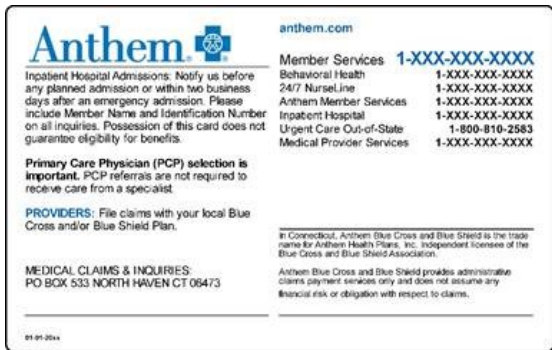 Anthem.
Inpatient Hospital Admissions: Notify us before
any planned admission or within two business
days after an emergency admission. Please
include Member Name and Identification Number
on all inquiries. Possession of this card does not
guarantee eligibility for benefits.
Primary Care Physician (PCP) selection is
important. PCP referrals are not required to
receive care from a specialist
PROVIDERS: File claims with your local Blue
Cross and/or Blue Shield Plan.
MEDICAL CLAIMS & INQUIRIES:
PO BOX 533 NORTH HAVEN CT 06473
01-01-20xx
anthem.com
Member Services 1-XXX-XXX-XXXX
Behavioral Health 1-XXX-XXX-XXXX
24/7 NurseLine 1-XXX-XXX-XXXX
Anthem Member Services 1-XXX-XXX-XXXX
Inpatient Hospital 1-XXX-XXX-XXXX
Urgent Care Out-of-State 1-800-810-2583
Medical Provider Services 1-XXX-XXX-XXXX
In Connecticut, Anthem Blue Cross and Blue Shield is the trade
name for Anthem Health Plans, Inc. Independent licensee of the
Blue Cross and Blue Shield Association.
Anthem Blue Cross and Blue Shield provides administrative
claims payment services only and does not assume any
financial risk or obligation with respect to claims.